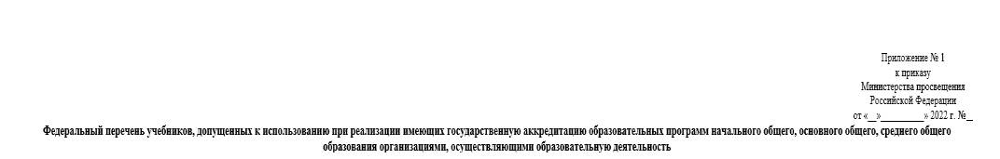 Приложение № 1
к приказу
Министерства просвещения
Российской Федерации
от «__»__________» 2022 г. №_
Федеральный перечень учебников, допущенных к использованию при реализации имеющих государственную аккредитацию образовательных программ начального общего, основного общего, среднего общего
образования организациями, осуществляющими образовательную деятельность